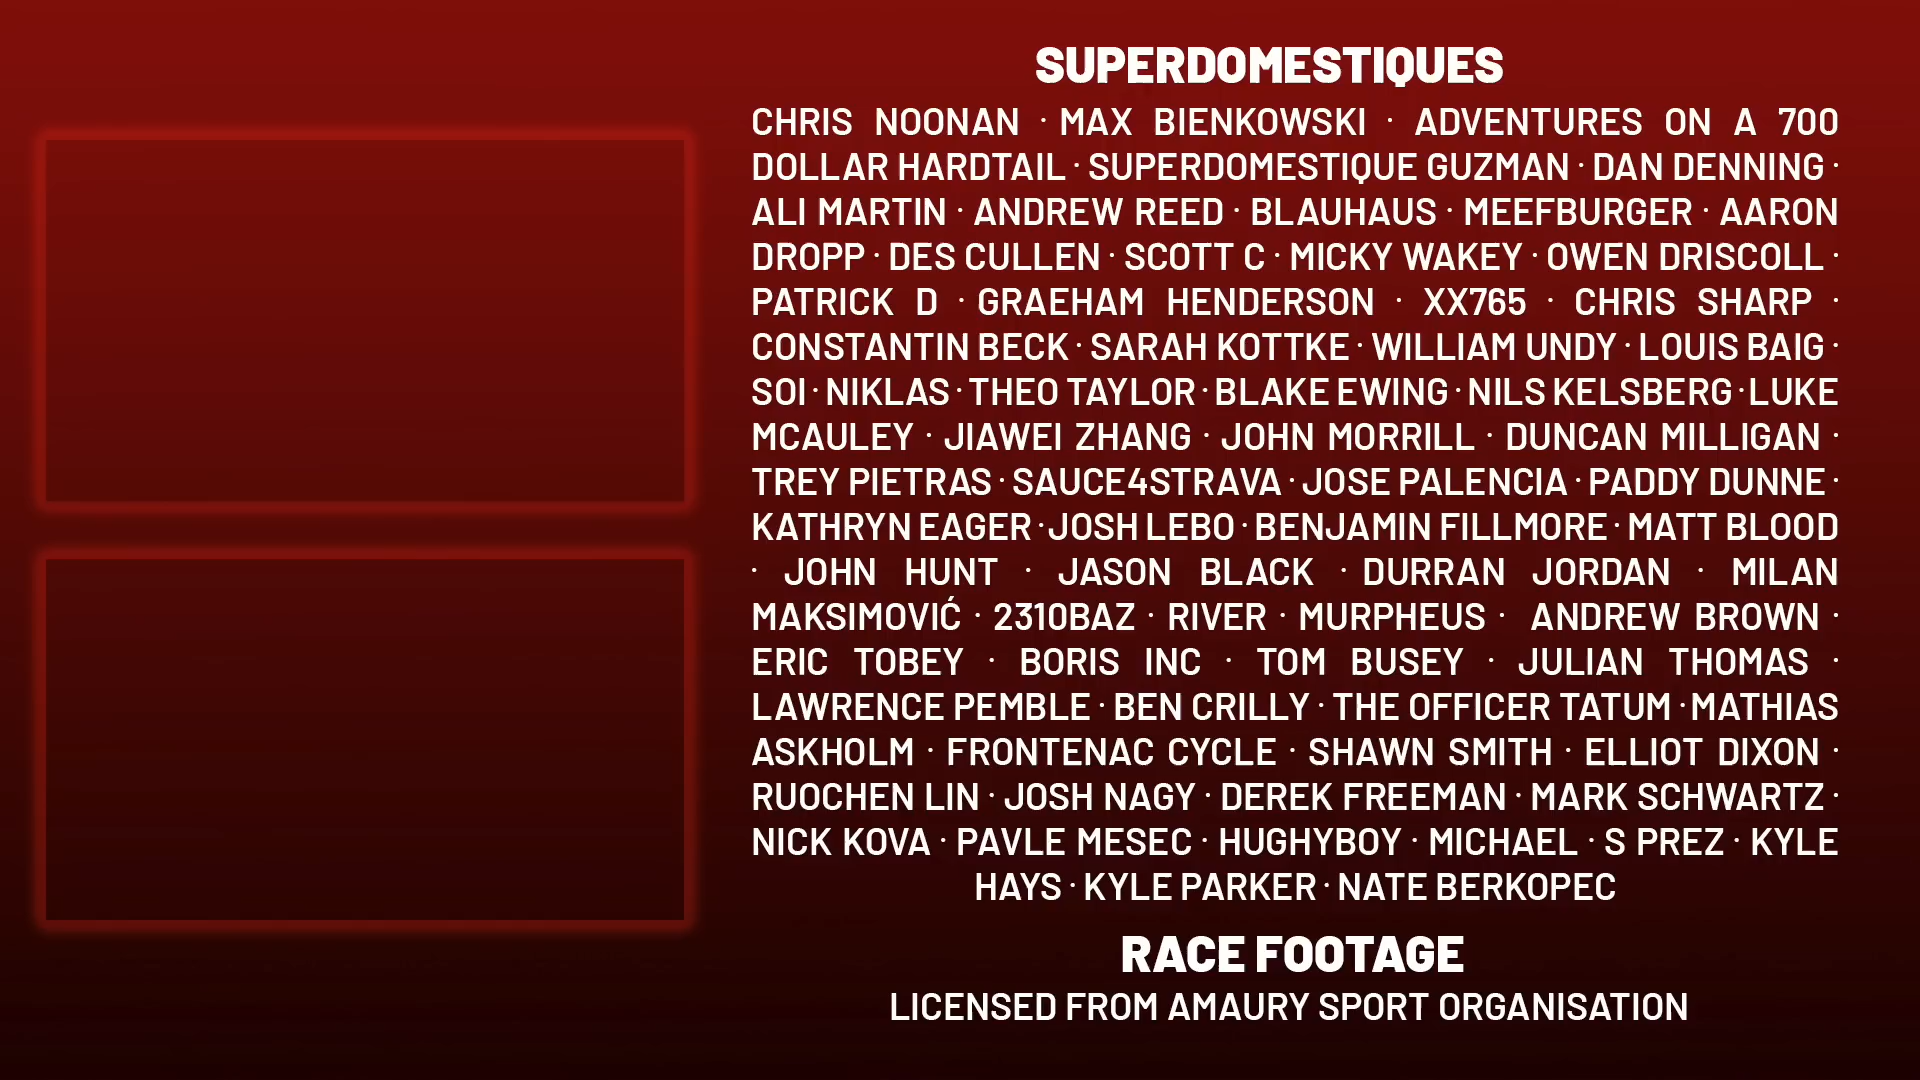 SUPERDOMESTIQUES
CHRIS NOONAN · MAX BIENKOWSKI · ADVENTURES ON A 700
DOLLAR HARDTAIL · SUPERDOMESTIQUE GUZMAN · DAN DENNING ·
ALI MARTIN · ANDREW REED · BLAUHAUS · MEEFBURGER · AARON
DROPP · DES CULLEN · SCOTT C · MICKY WAKEY · OWEN DRISCOLL ·
PATRICK D · GRAEHAM HENDERSON · XX765 · CHRIS SHARP ·
CONSTANTIN BECK · SARAH KOTTKE · WILLIAM UNDY · LOUIS BAIG ·
SOI · NIKLAS · THEO TAYLOR · BLAKE EWING · NILS KELSBERG · LUKE
MCAULEY · JIAWEI ZHANG · JOHN MORRILL · DUNCAN MILLIGAN ·
TREY PIETRAS · SAUCE4STRAVA · JOSE PALENCIA · PADDY DUNNE ·
KATHRYN EAGER · JOSH LEBO · BENJAMIN FILLMORE · MATT BLOOD
· JOHN HUNT · JASON BLACK · DURRAN JORDAN · MILAN
MAKSIMOVIĆ · 2310BAZ · RIVER · MURPHEUS · ANDREW BROWN ·
ERIC TOBEY · BORIS INC · TOM BUSEY · JULIAN THOMAS ·
LAWRENCE PEMBLE · BEN CRILLY · THE OFFICER TATUM · MATHIAS
ASKHOLM · FRONTENAC CYCLE · SHAWN SMITH · ELLIOT DIXON ·
RUOCHEN LIN · JOSH NAGY · DEREK FREEMAN · MARK SCHWARTZ ·
NICK KOVA · PAVLE MESEC · HUGHYBOY · MICHAEL · S PREZ · KYLE
HAYS · KYLE PARKER · NATE BERKOPEC
RACE FOOTAGE
LICENSED FROM AMAURY SPORT ORGANISATION